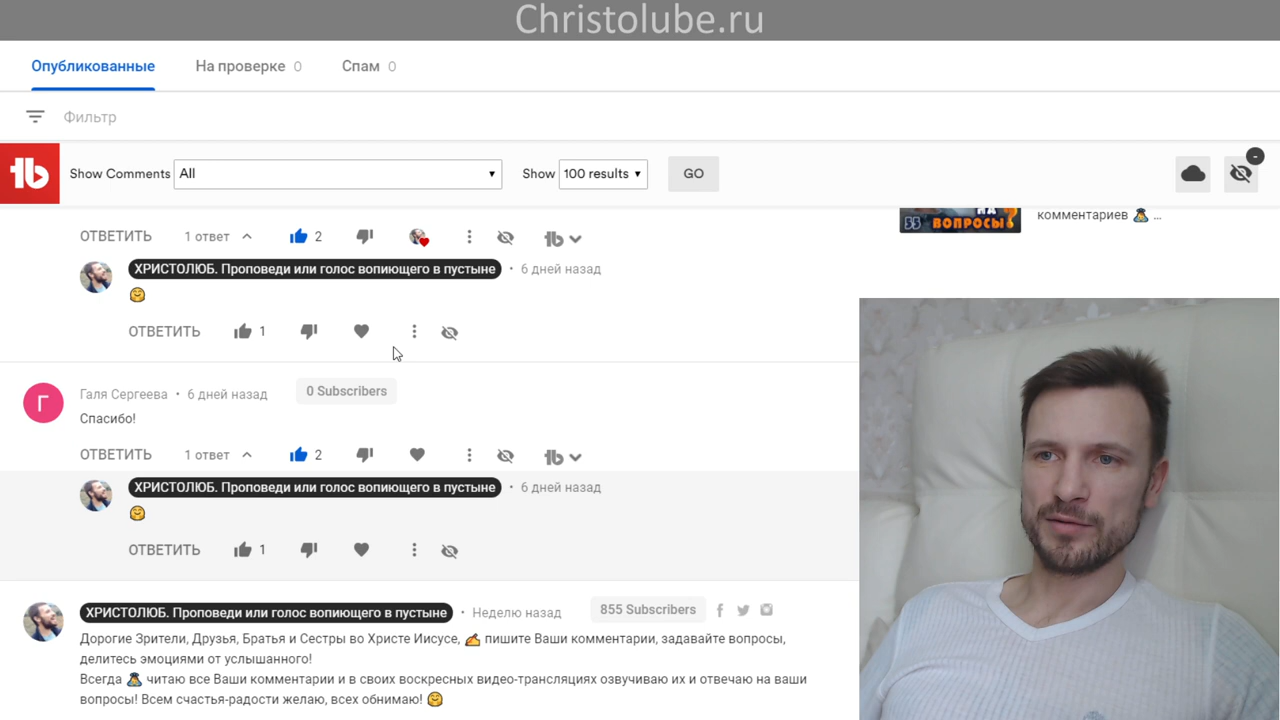 Christolube.ru
Опубликованные На проверке 0 Спам 0
Фильтр
Show Comments All Show 100 results GO
-
НА
ВОПРОСЫ?
комментариев ...
ОТВЕТИТЬ 1 ответ 2
ХРИСТОЛЮБ. Проповеди или голос вопиющего в пустыне • 6 дней назад
ОТВЕТИТЬ 1
Г Галя Сергеева • 6 дней назад 0 Subscribers
Спасибо!
ОТВЕТИТЬ 1 ответ 2
ХРИСТОЛЮБ. Проповеди или голос вопиющего в пустыне • 6 дней назад
ОТВЕТИТЬ 1
ХРИСТОЛЮБ. Проповеди или голос вопиющего в пустыне • Неделю назад 855 Subscribers
Дорогие Зрители, Друзья, Братья и Сестры во Христе Иисусе, ✍ пишите Ваши комментарии, задавайте вопросы,
делитесь эмоциями от услышанного!
Всегда читаю все Ваши комментарии и в своих воскресных видео-трансляциях озвучиваю их и отвечаю на ваши
вопросы! Всем счастья-радости желаю, всех обнимаю! 🤗